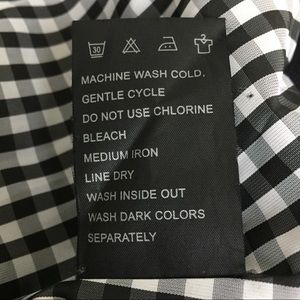 30
MACHINE WASH COLD.
GENTLE CYCLE
DO NOT USE CHLORINE
BLEACH
MEDIUM IRON
LINE DRY
WASH INSIDE OUT
WASH DARK COLORS
SEPARATELY